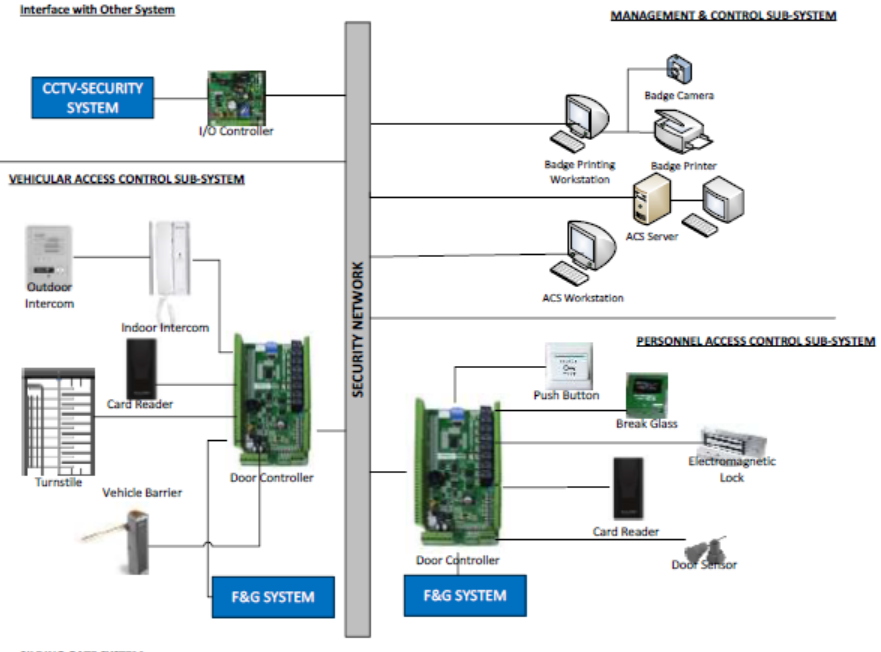 Interface with Other System
MANAGEMENT & CONTROL SUB-SYSTEM
CCTV-SECURITY
SYSTEM
I/O Controller
Badge Camera
Badge Printing
Workstation
Badge Printer
ACS Server
ACS Workstation
VEHICULAR ACCESS CONTROL SUB-SYSTEM
Outdoor
Intercom
Indoor Intercom
Card Reader
Turnstile
Door Controller
Vehicle Barrier
F&G SYSTEM
SECURITY NETWORK
PERSONNEL ACCESS CONTROL SUB-SYSTEM
Push Button
Break Glass
Electromagnetic
Lock
Card Reader
Door Sensor
Door Controller
F&G SYSTEM